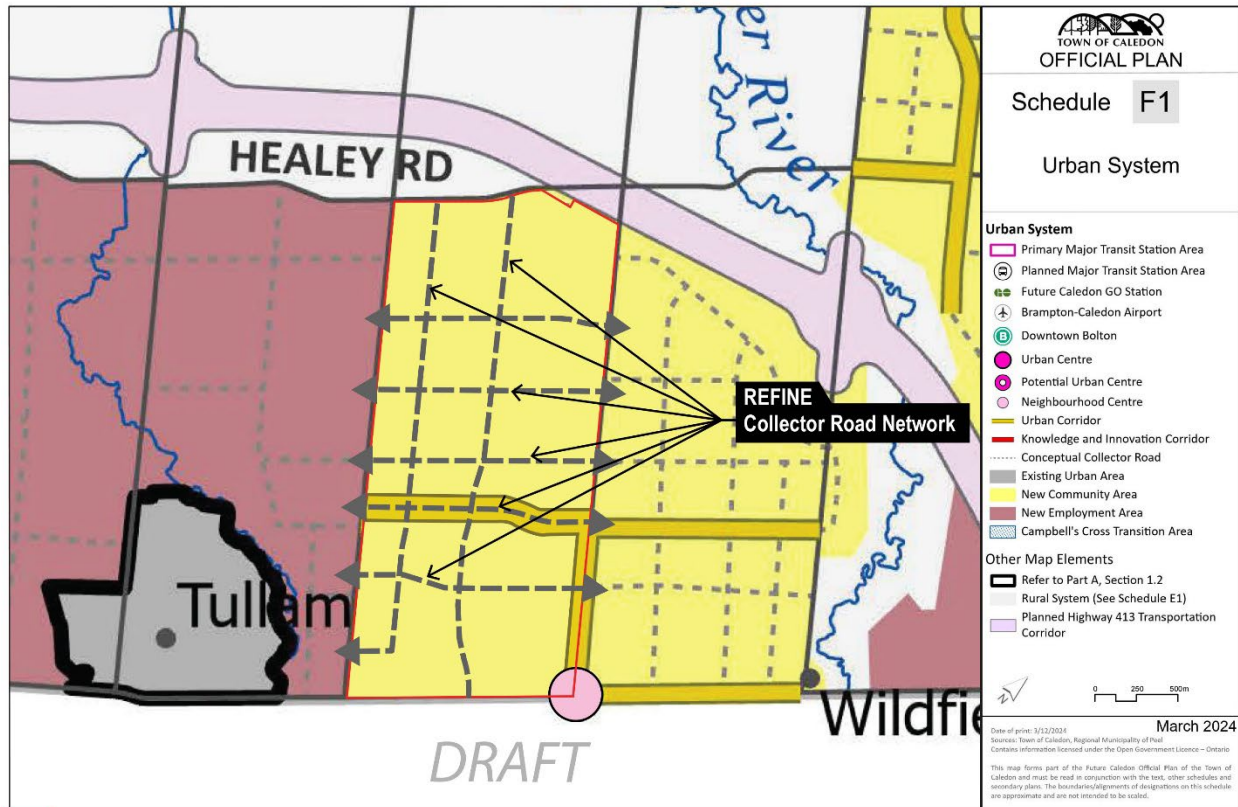 HEALEY RD
er River
REFINE
Collector Road Network
Tullam
Wildfie
DRAFT
TOWN OF CALEDON
OFFICIAL PLAN
Schedule F1
Urban System
Urban System
Primary Major Transit Station Area
Planned Major Transit Station Area
Future Caledon GO Station
Brampton-Caledon Airport
B
Downtown Bolton
Urban Centre
Potential Urban Centre
Neighbourhood Centre
Urban Corridor
Knowledge and Innovation Corridor
Conceptual Collector Road
Existing Urban Area
New Community Area
New Employment Area
Campbell's Cross Transition Area
Other Map Elements
Refer to Part A, Section 1.2
Rural System (See Schedule E1)
Planned Highway 413 Transportation
Corridor
N
0 250 500m
March 2024
Date of print: 3/12/2024
Sources: Town of Caledon, Regional Municipality of Peel
Contains information licensed under the Open Government Licence – Ontario
This map forms part of the Future Caledon Official Plan of the Town of
Caledon and must be read in conjunction with the text, other schedules and
secondary plans. The boundaries/alignments of designations on this schedule
are approximate and are not intended to be scaled.